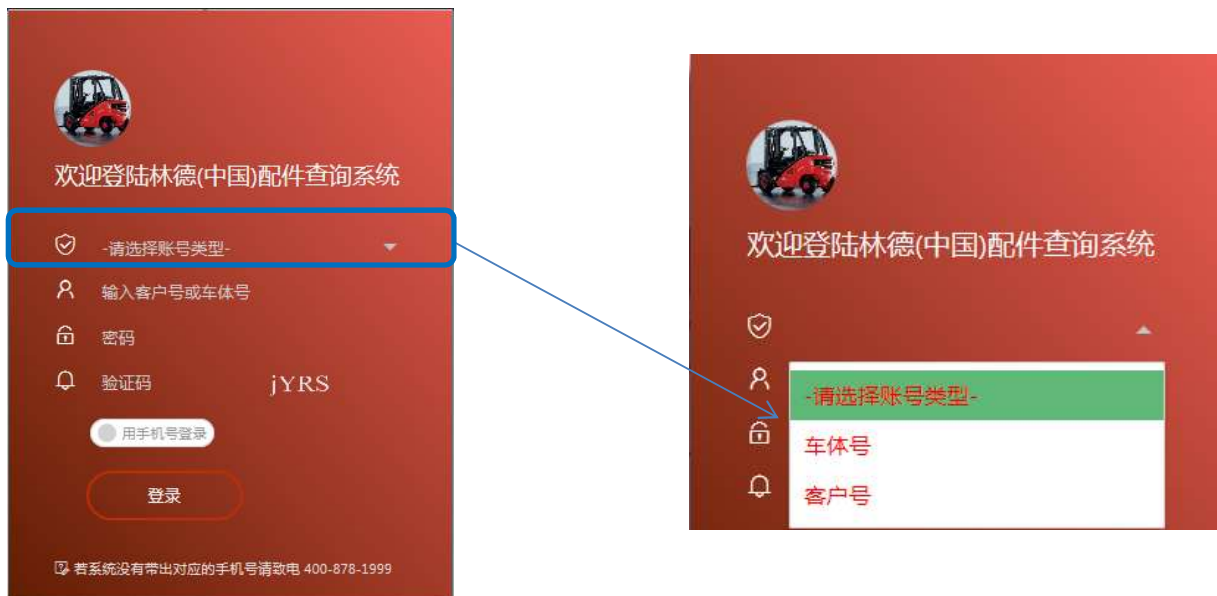 欢迎登陆林德(中国)配件查询系统
-请选择账号类型-
输入客户号或车体号
密码
验证码 jYRS
用手机号登录
登录
若系统没有带出对应的手机号请致电 400-878-1999
欢迎登陆林德(中国)配件查询系统
-请选择账号类型-
车体号
客户号